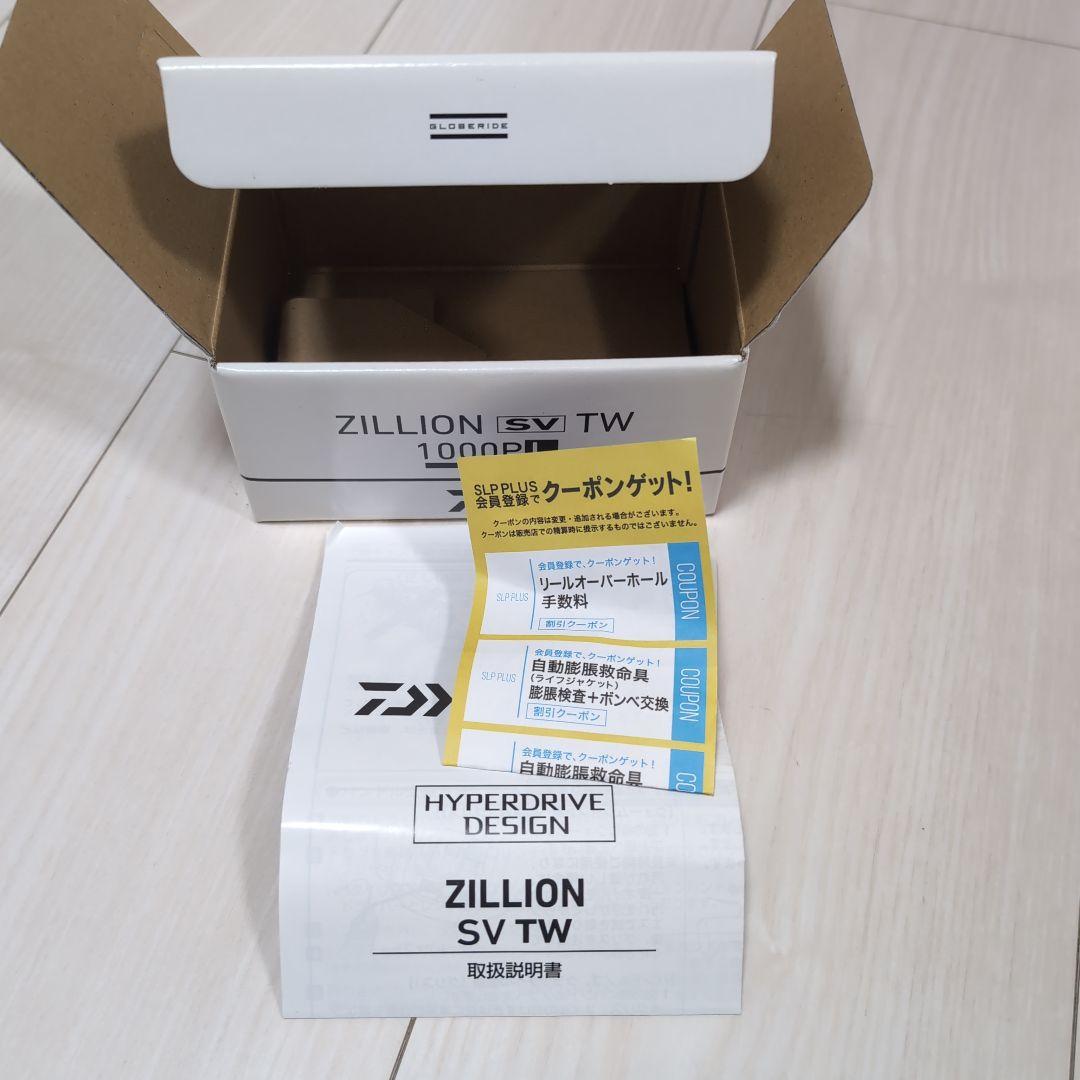 GLOBERIDE
ZILLION SV TW
1000P
SLP PLUS
会員登録で クーポンゲット!
クーポンの内容は変更・追加される場合がございます。
クーポンは販売店での精算時に提示するものではございません。
会員登録で、クーポンゲット!
リールオーバーホール
手数料
割引クーポン
SLP PLUS
COUPON
会員登録で、クーポンゲット!
自動膨脹救命具
(ライフジャケット)
膨脹検査+ボンベ交換
割引クーポン
SLP PLUS
COUPON
会員登録で、クーポンゲット!
自動膨脹救命具
CO
HYPERDRIVE
DESIGN
ZILLION
SV TW
取扱説明書